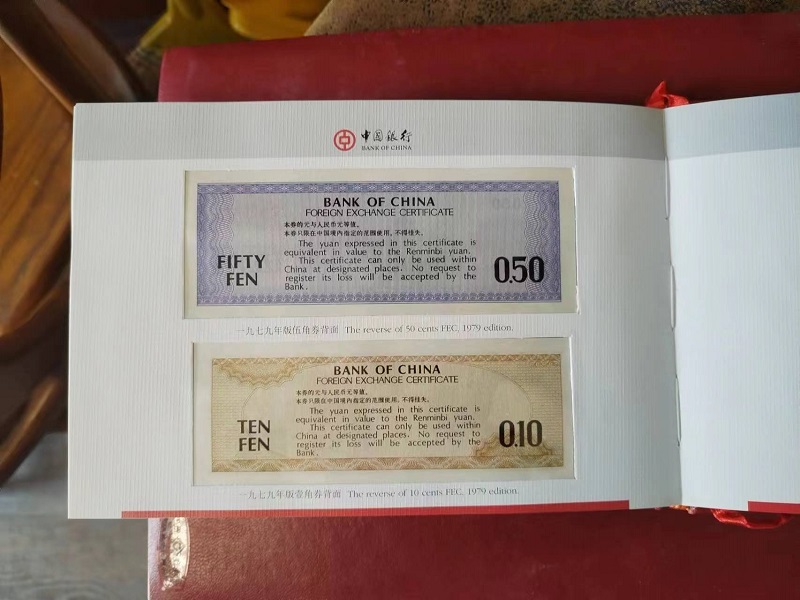 中国银行
BANK OF CHINA
BANK OF CHINA
FOREIGN EXCHANGE CERTIFICATE
本券的元与人民币元等值。
本券只限在中国境内指定的范围使用,不得挂失。
The yuan expressed in this certificate is
equivalent in value to the Renminbi yuan.
This certificate can only be used within
China at designated places. No request to
register its loss will be accepted by the
Bank.
FIFTY
FEN
0.50
一九七九年版伍角券背面 The reverse of 50 cents FEC, 1979 edition.
BANK OF CHINA
FOREIGN EXCHANGE CERTIFICATE
本券的元与人民币元等值。
本券只限在中国境内指定的范围使用,不得挂失。
The yuan expressed in this certificate is
equivalent in value to the Renminbi yuan.
This certificate can only be used within
China at designated places. No request to
register its loss will be accepted by the
Bank.
TEN
FEN
0.10
一九七九年版壹角券背面 The reverse of 10 cents FEC, 1979 edition.